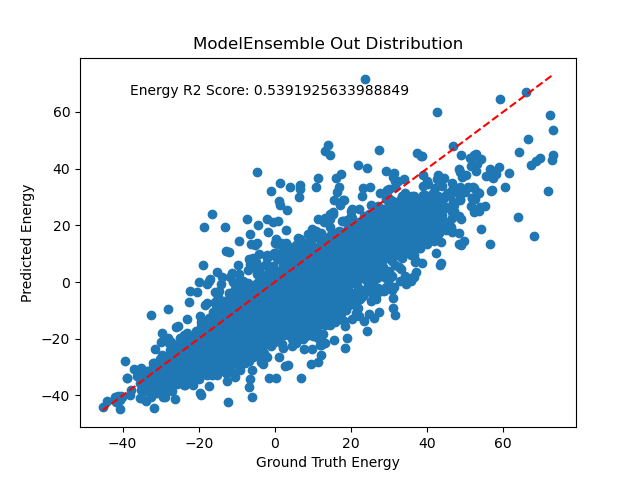 ModelEnsemble Out Distribution
Energy R2 Score: 0.5391925633988849
60
40
20
0
−20
−40
Predicted Energy
−40 −20 0 20 40 60
Ground Truth Energy